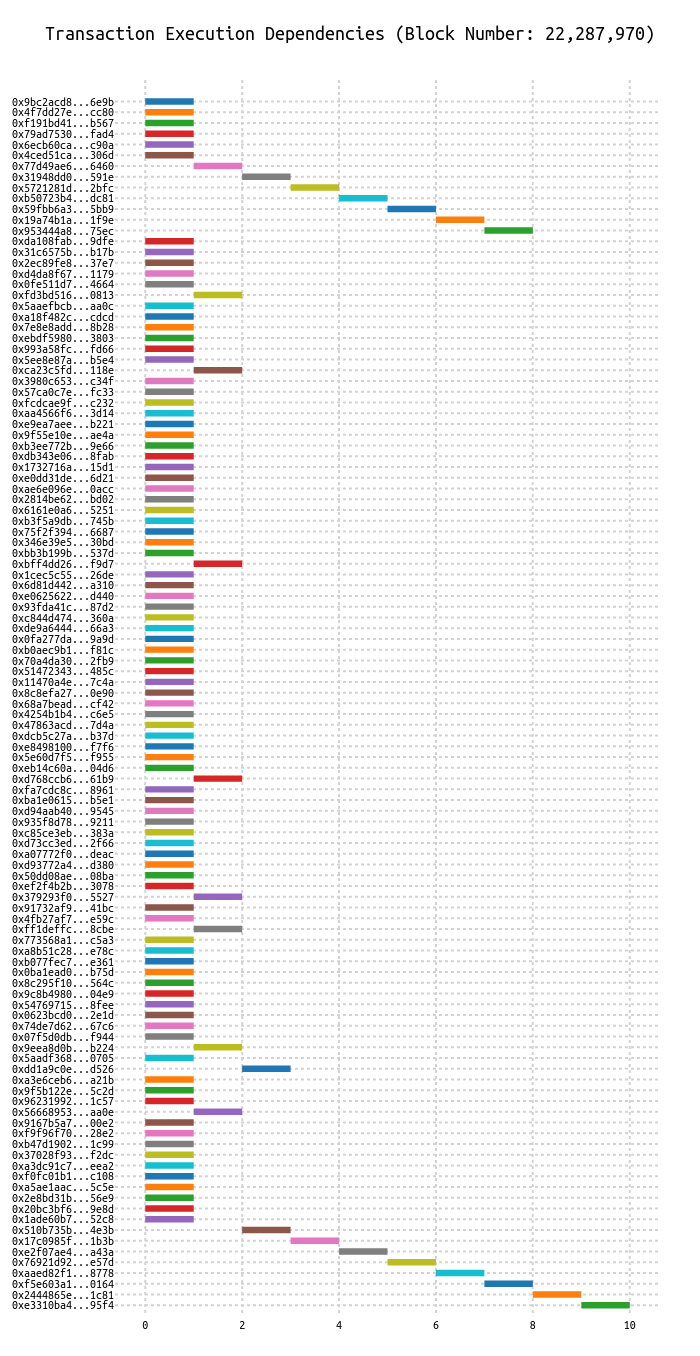 Transaction Execution Dependencies (Block Number: 22,287,970)
0x9bc2acd8...6e9b
0x4f7dd27e...cc80
0xf191bd41...b567
0x79ad7530...fad4
0x6ecb60ca...c90a
0x4ced51ca...306d
0x77d49ae6...6460
0x31948dd0...591e
0x5721281d...2bfc
0xb50723b4...dc81
0x59fbb6a3...5bb9
0x19a74b1a...1f9e
0x953444a8...75ec
0xda108fab...9dfe
0x31c6575b...b17b
0x2ec89fe8...37e7
0xd4da8f67...1179
0x0fe511d7...4664
0xfd3bd516...0813
0x5aaefbcb...aa0c
0xa18f482c...cdcd
0x7e8e8add...8b28
0xebdf5980...3803
0x993a58fc...fd66
0x5ee8e87a...b5e4
0xca23c5fd...118e
0x3980c653...c34f
0x57ca0c7e...fc33
0xfcdcae9f...c232
0xaa4566f6...3d14
0xe9ea7aee...b221
0x9f55e10e...ae4a
0xb3ee772b...9e66
0xdb343e06...8fab
0x1732716a...15d1
0xe0dd31de...6d21
0xae6e096e...0acc
0x2814be62...bd02
0x6161e0a6...5251
0xb3f5a9db...745b
0x75f2f394...6687
0x346e39e5...30bd
0xbb3b199b...537d
0xbff4dd26...f9d7
0x1cec5c55...26de
0x6d81d442...a310
0xe0625622...d440
0x93fda41c...87d2
0xc844d474...360a
0xde9a6444...66a3
0x0fa277da...9a9d
0xb0aec9b1...f81c
0x70a4da30...2fb9
0x51472343...485c
0x11470a4e...7c4a
0x8c8efa27...0e90
0x68a7bead...cf42
0x4254b1b4...c6e5
0x47863acd...7d4a
0xdcb5c27a...b37d
0xe8498100...f7f6
0x5e60d7f5...f955
0xeb14c60a...04d6
0xd768ccb6...61b9
0xfa7cdc8c...8961
0xba1e0615...b5e1
0xd94aab40...9545
0x935f8d78...9211
0xc85ce3eb...383a
0xd73cc3ed...2f66
0xa07772f0...deac
0xd93772a4...d380
0x50dd08ae...08ba
0xef2f4b2b...3078
0x379293f0...5527
0x91732af9...41bc
0x4fb27af7...e59c
0xff1deffc...8cbe
0x773568a1...c5a3
0xa8b51c28...e78c
0xb077fec7...e361
0x0ba1ead0...b75d
0x8c295f10...564c
0x9c8b4980...04e9
0x54769715...8fee
0x0623bcd0...2e1d
0x74de7d62...67c6
0x07f5d0db...f944
0x9eea8d0b...b224
0x5aadf368...0705
0xdd1a9c0e...d526
0xa3e6ceb6...a21b
0x9f5b122e...5c2d
0x96231992...1c57
0x56668953...aa0e
0x9167b5a7...00e2
0xf9f96f70...28e2
0xb47d1902...1c99
0x37028f93...f2dc
0xa3dc91c7...eea2
0xf0fc01b1...c108
0xa5ae1aac...5c5e
0x2e8bd31b...56e9
0x20bc3bf6...9e8d
0x1ade60b7...52c8
0x510b735b...4e3b
0x17c0985f...1b3b
0xe2f07ae4...a43a
0x76921d92...e57d
0xaaed82f1...8778
0xf5e603a1...0164
0x2444865e...1c81
0xe3310ba4...95f4
0 2 4 6 8 10